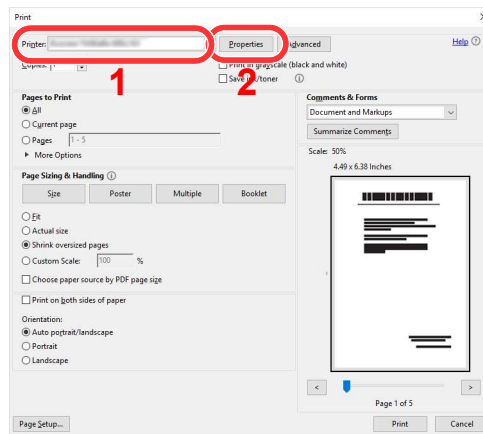 Print
Printer:
Properties
Advanced
Help
Copies: 1
Print in grayscale (black and white)
Save ink/toner
1
2
Pages to Print
All
Current page
Pages 1 - 5
More Options
Page Sizing & Handling
Size Poster Multiple Booklet
Fit
Actual size
Shrink oversized pages
Custom Scale: 100 %
Choose paper source by PDF page size
Print on both sides of paper
Orientation:
Auto portrait/landscape
Portrait
Landscape
Comments & Forms
Document and Markups
Summarize Comments
Scale: 50%
4.49 x 6.38 Inches
< >
Page 1 of 5
Page Setup...
Print Cancel